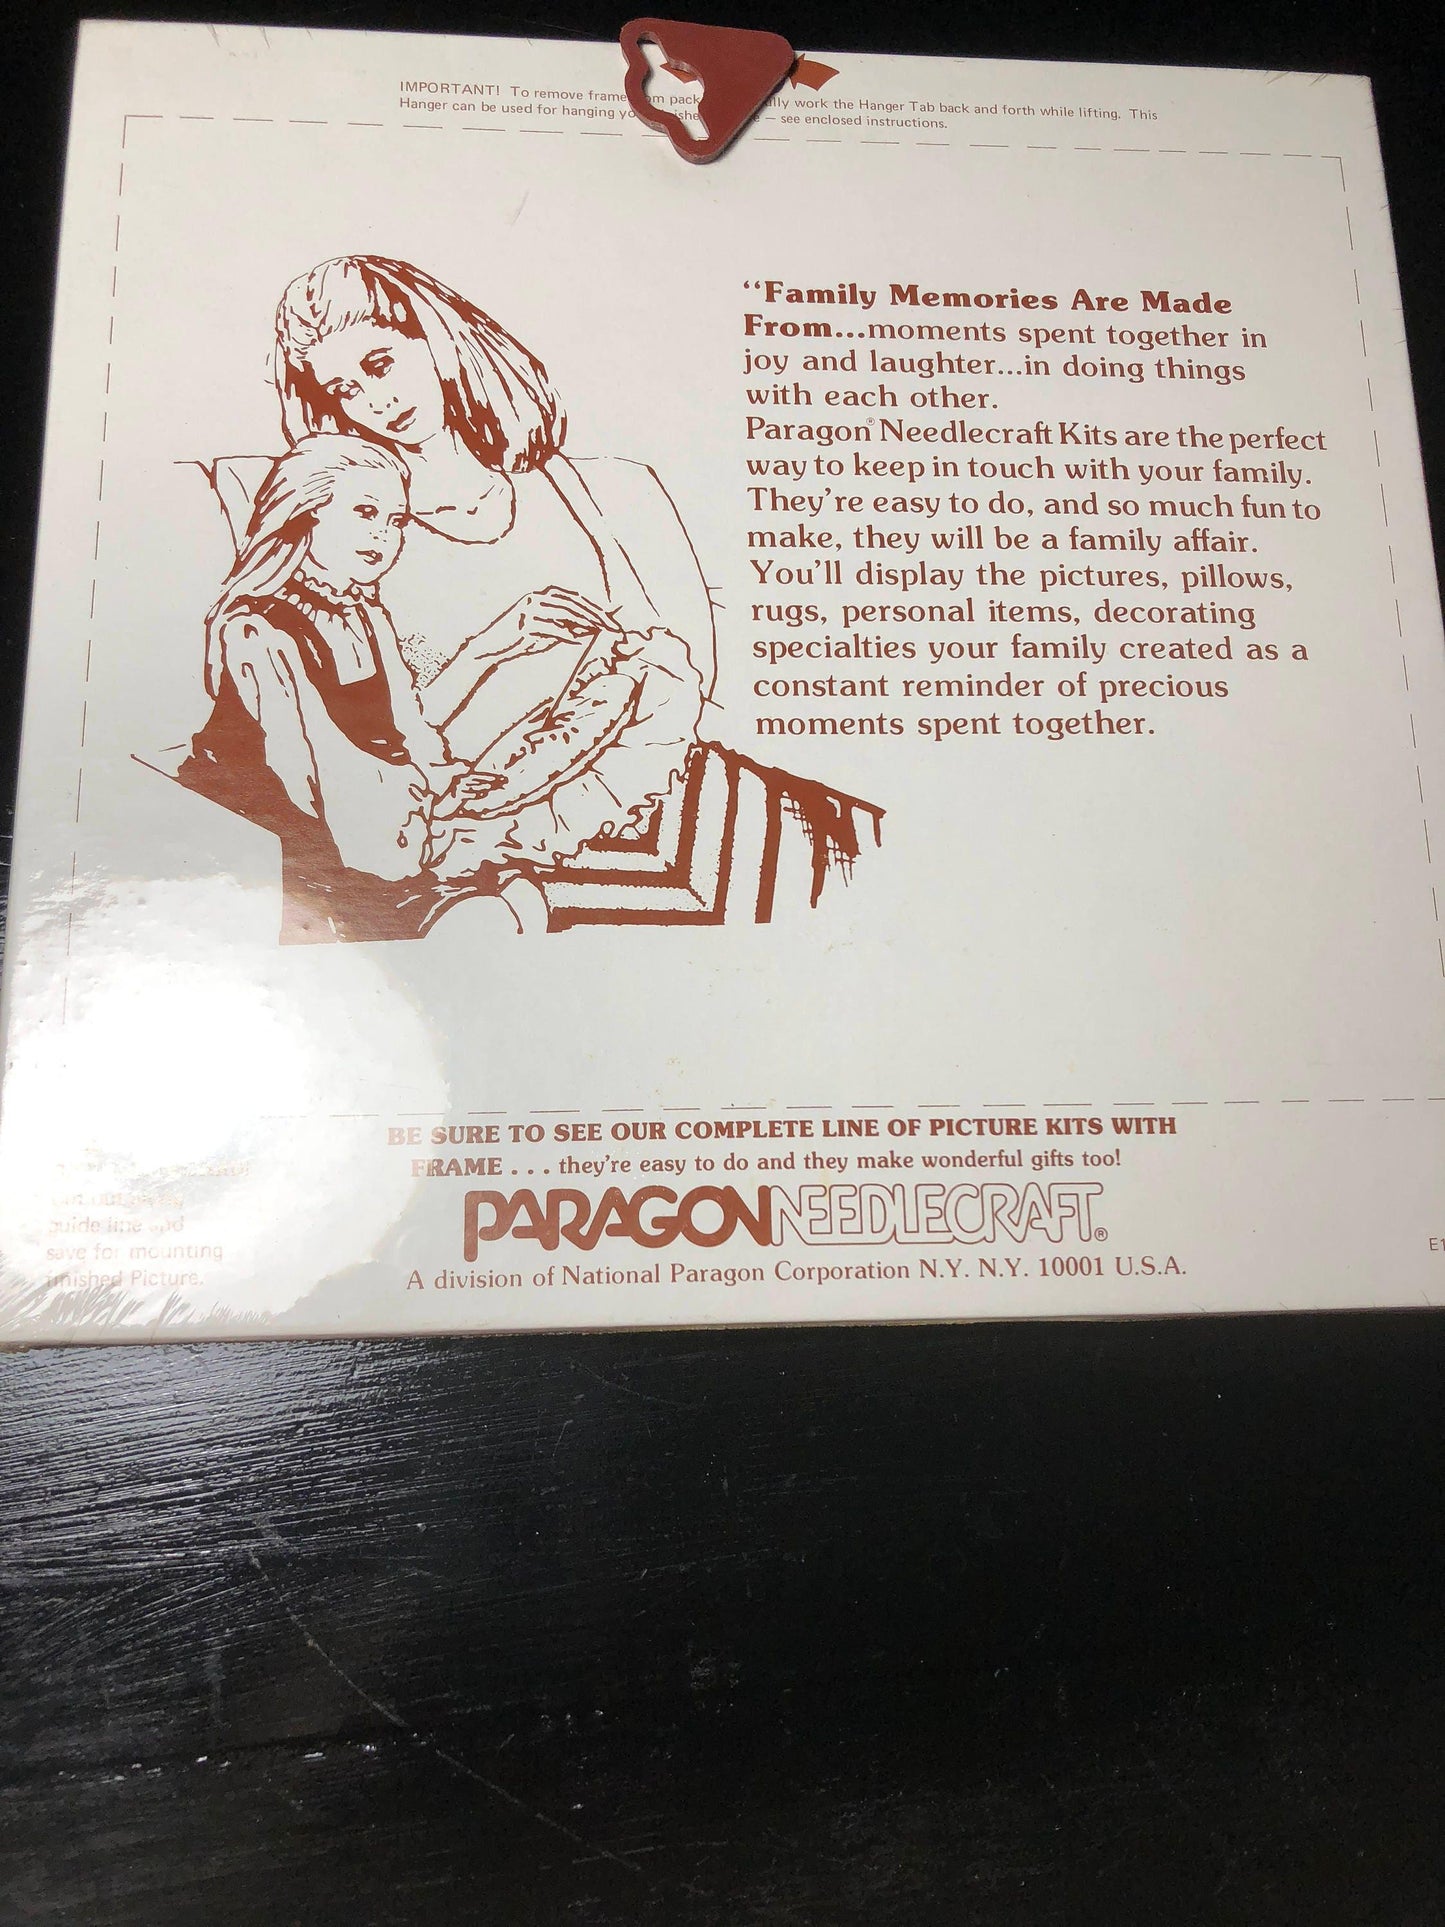 IMPORTANT! To remove frame pack lly work the Hanger Tab back and forth while lifting. This
Hanger can be used for hanging — see enclosed instructions.
“Family Memories Are Made
From...moments spent together in
joy and laughter...in doing things
with each other.
Paragon® Needlecraft Kits are the perfect
way to keep in touch with your family.
They're easy to do, and so much fun to
make, they will be a family affair.
You'll display the pictures, pillows,
rugs, personal items, decorating
specialties your family created as a
constant reminder of precious
moments spent together.
BE SURE TO SEE OUR COMPLETE LINE OF PICTURE KITS WITH
FRAME . . . they're easy to do and they make wonderful gifts too!
PARAGON NEEDLECRAFT®
A division of National Paragon Corporation N.Y. N.Y. 10001 U.S.A.
guide line and
save for mounting
finished Picture.
E1